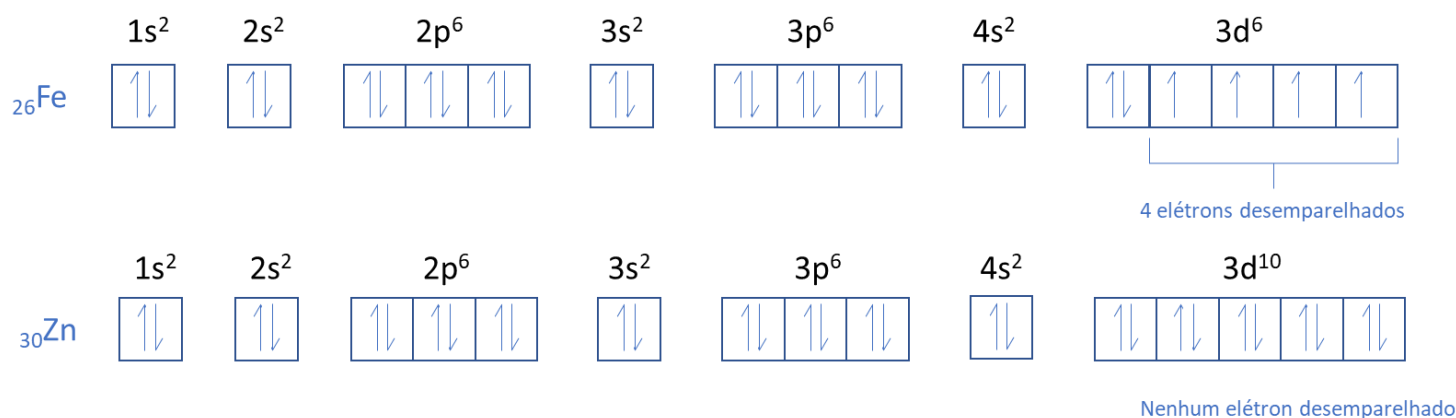 1s² 2s² 2p⁶ 3s² 3p⁶ 4s² 3d⁶
₂₆Fe
4 elétrons desemparelhados
1s² 2s² 2p⁶ 3s² 3p⁶ 4s² 3d¹⁰
₃₀Zn
Nenhum elétron desemparelhado